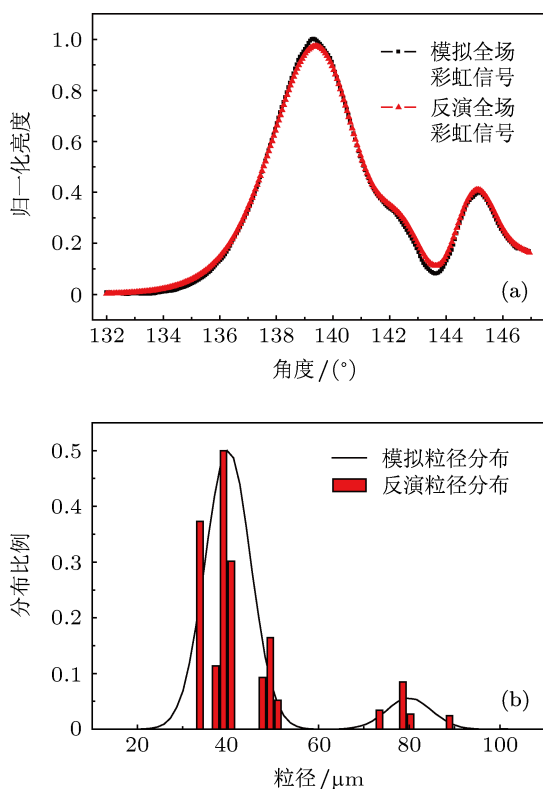 1.0
0.8
0.6
0.4
0.2
0
归一化亮度
模拟全场
彩虹信号
反演全场
彩虹信号
(a)
132 134 136 138 140 142 144 146
角度/(°)
0.5
0.4
0.3
0.2
0.1
0
分布比例
模拟粒径分布
反演粒径分布
(b)
20 40 60 80 100
粒径/μm